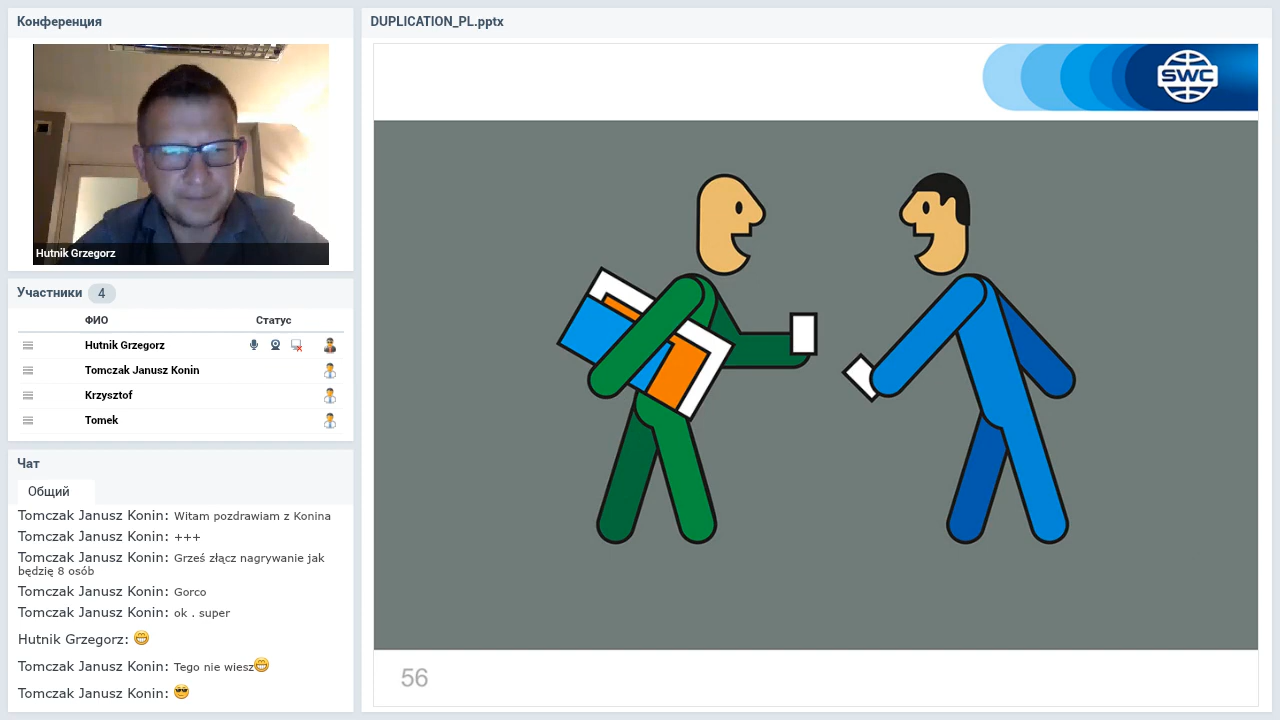 Конференция
Hutnik Grzegorz
Участники 4
ФИО Статус
Hutnik Grzegorz
Tomczak Janusz Konin
Krzysztof
Tomek
Чат
Общий
Tomczak Janusz Konin: Witam pozdrawiam z Konina
Tomczak Janusz Konin: +++
Tomczak Janusz Konin: Grześ złącz nagrywanie jak
będzię 8 osób
Tomczak Janusz Konin: Gorco
Tomczak Janusz Konin: ok . super
Hutnik Grzegorz: 😁
Tomczak Janusz Konin: Tego nie wiesz😁
Tomczak Janusz Konin: 😎
DUPLICATION_PL.pptx
SWC
56